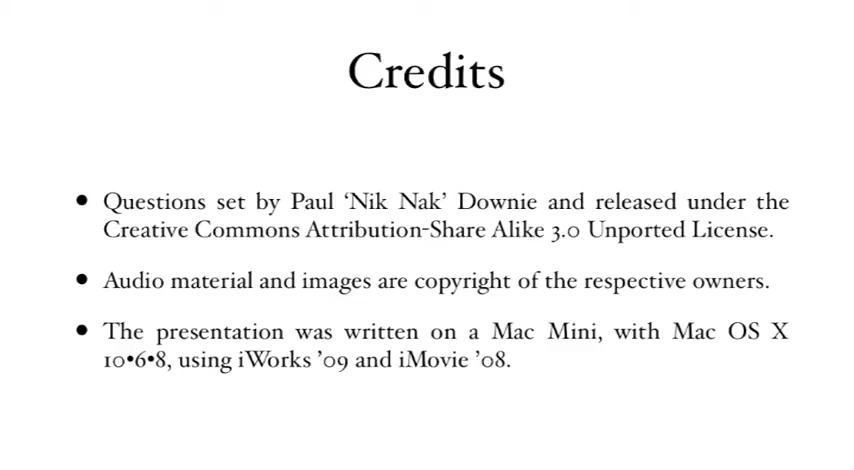 Credits
• Questions set by Paul ‘Nik Nak’ Downie and released under the
Creative Commons Attribution-Share Alike 3.0 Unported License.
• Audio material and images are copyright of the respective owners.
• The presentation was written on a Mac Mini, with Mac OS X
10•6•8, using iWorks ’09 and iMovie ’08.